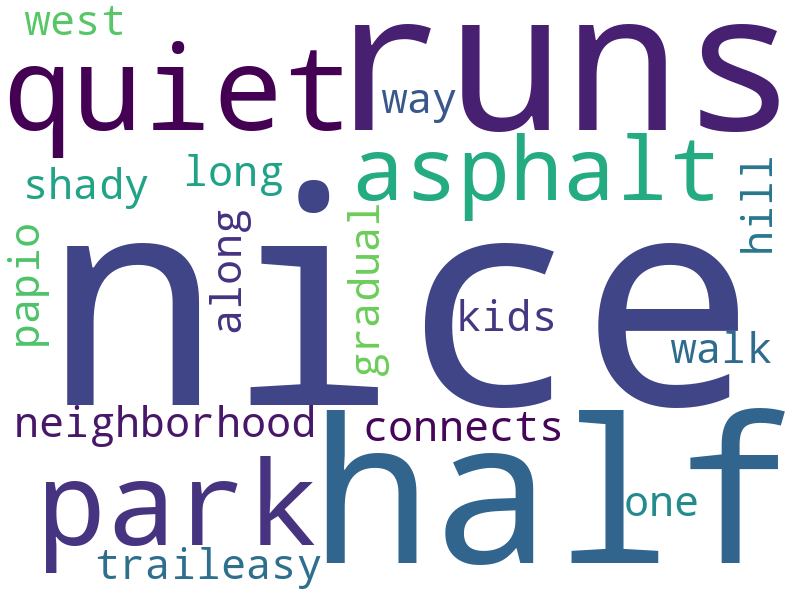 west
quiet
runs
way
shady
long
asphalt
hill
papio
along
gradual
nice
kids
walk
neighborhood
connects
park
half
one
traileasy